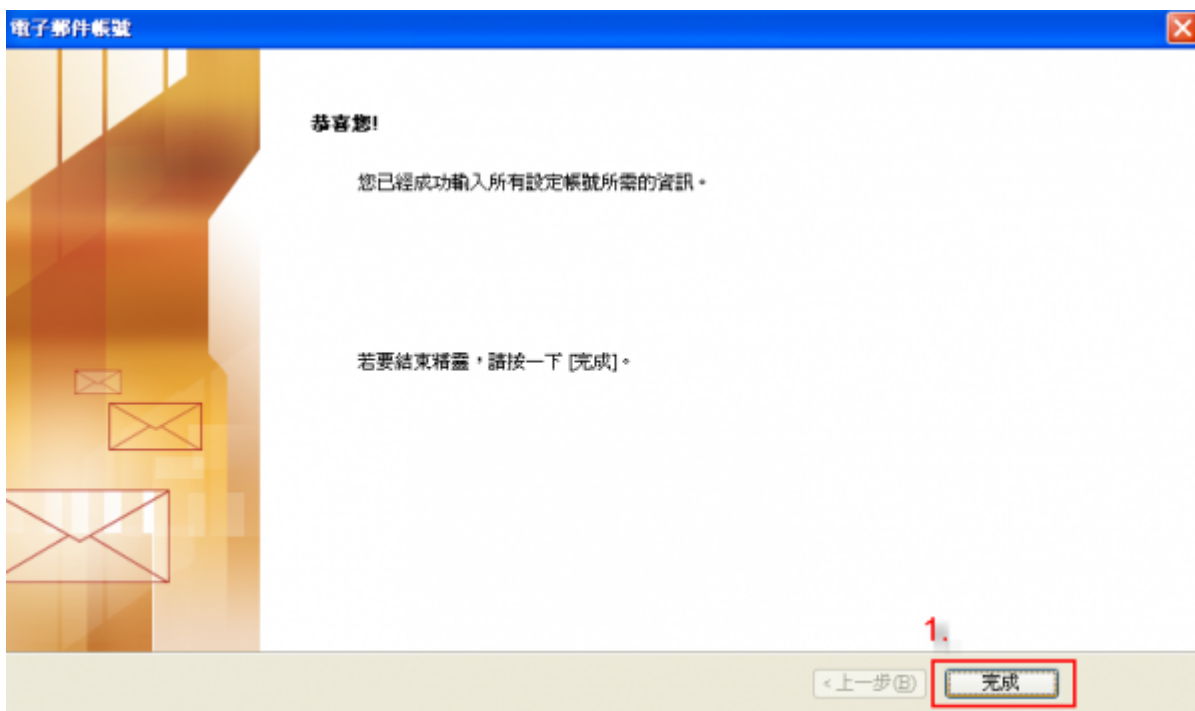 電子郵件帳號
恭喜您!
您已經成功輸入所有設定帳號所需的資訊。
若要結束精靈，請按一下 [完成]。
1.
<上一步(B)
完成